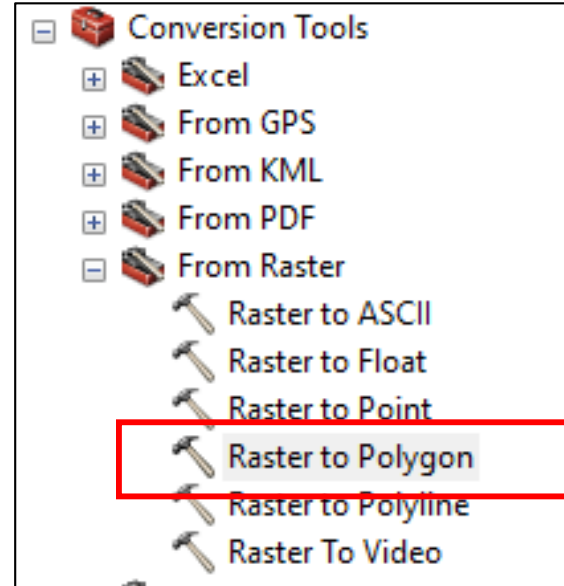 Conversion Tools
Excel
From GPS
From KML
From PDF
From Raster
Raster to ASCII
Raster to Float
Raster to Point
Raster to Polygon
Raster to Polyline
Raster To Video